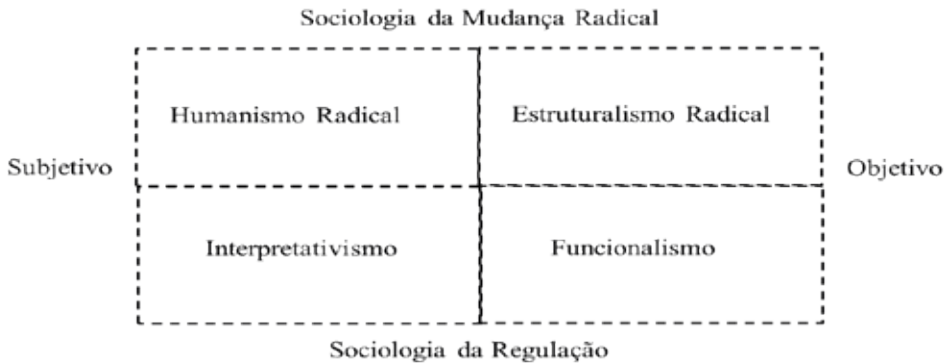 Sociologia da Mudança Radical
Humanismo Radical
Estruturalismo Radical
Subjetivo
Objetivo
Interpretativismo
Funcionalismo
Sociologia da Regulação